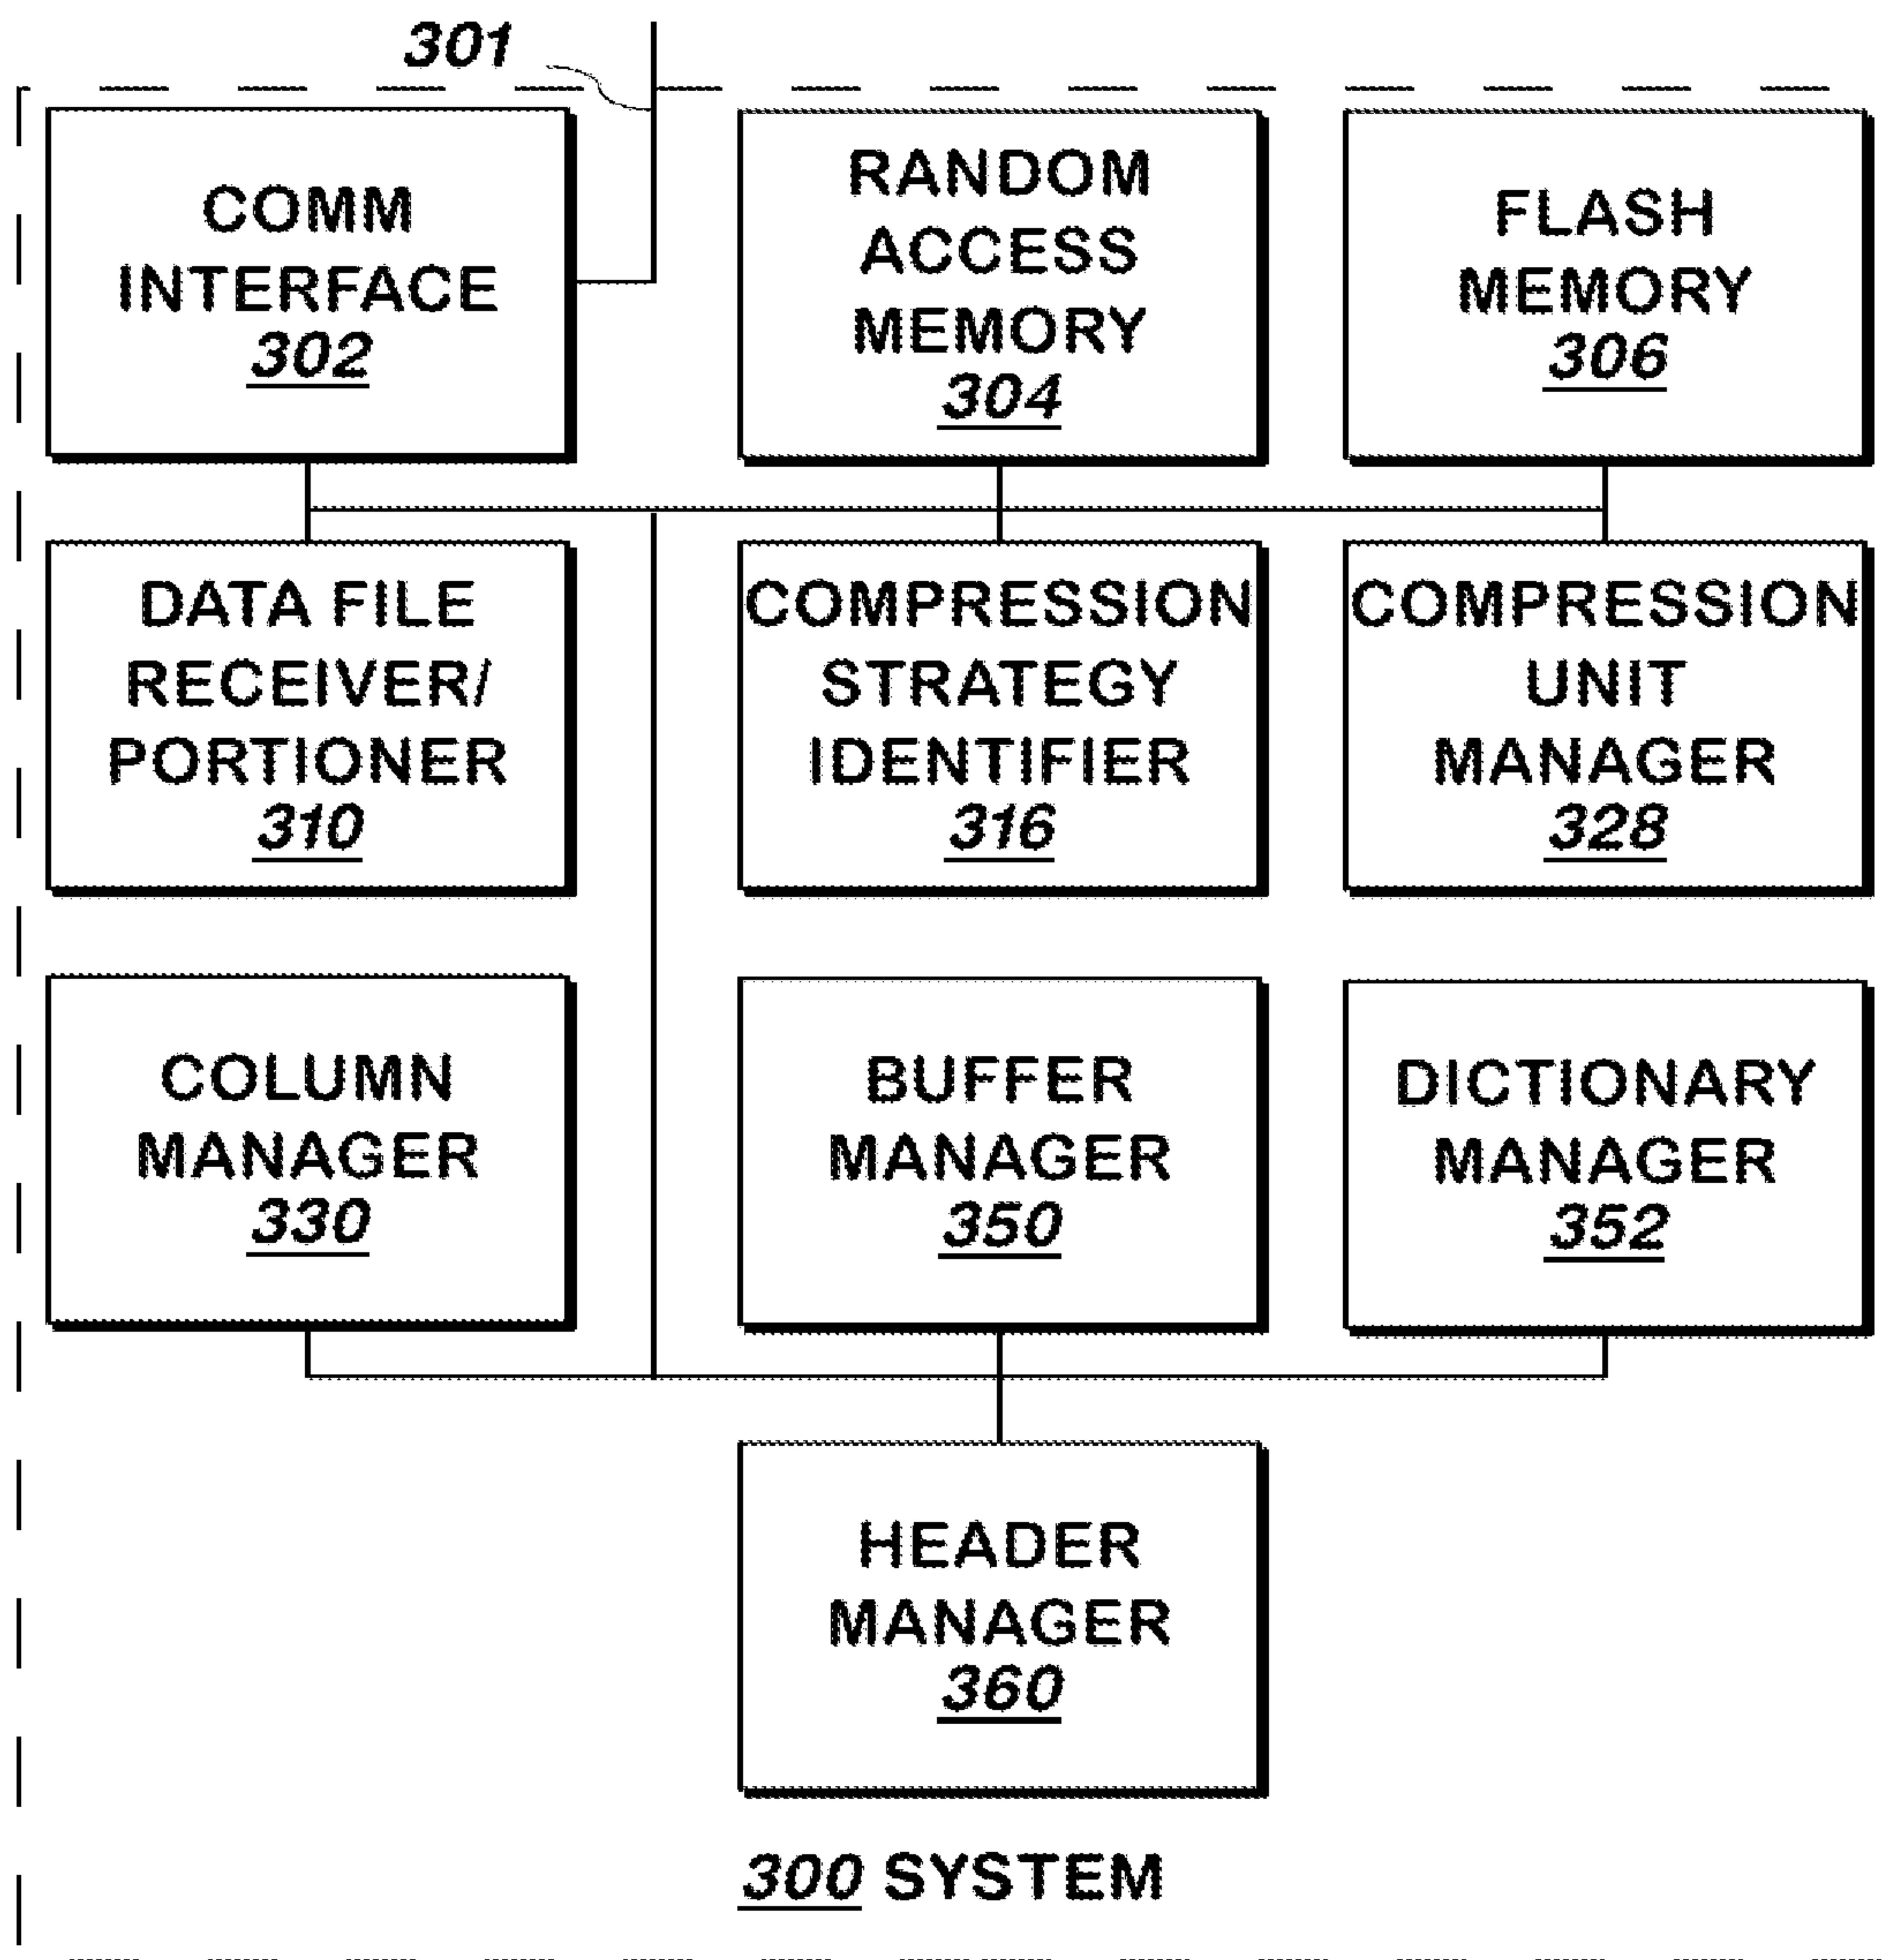 301
COMM
INTERFACE
302
RANDOM
ACCESS
MEMORY
304
FLASH
MEMORY
306
DATA FILE
RECEIVER/
PORTIONER
310
COMPRESSION
STRATEGY
IDENTIFIER
316
COMPRESSION
UNIT
MANAGER
328
COLUMN
MANAGER
330
BUFFER
MANAGER
350
DICTIONARY
MANAGER
352
HEADER
MANAGER
360
300 SYSTEM